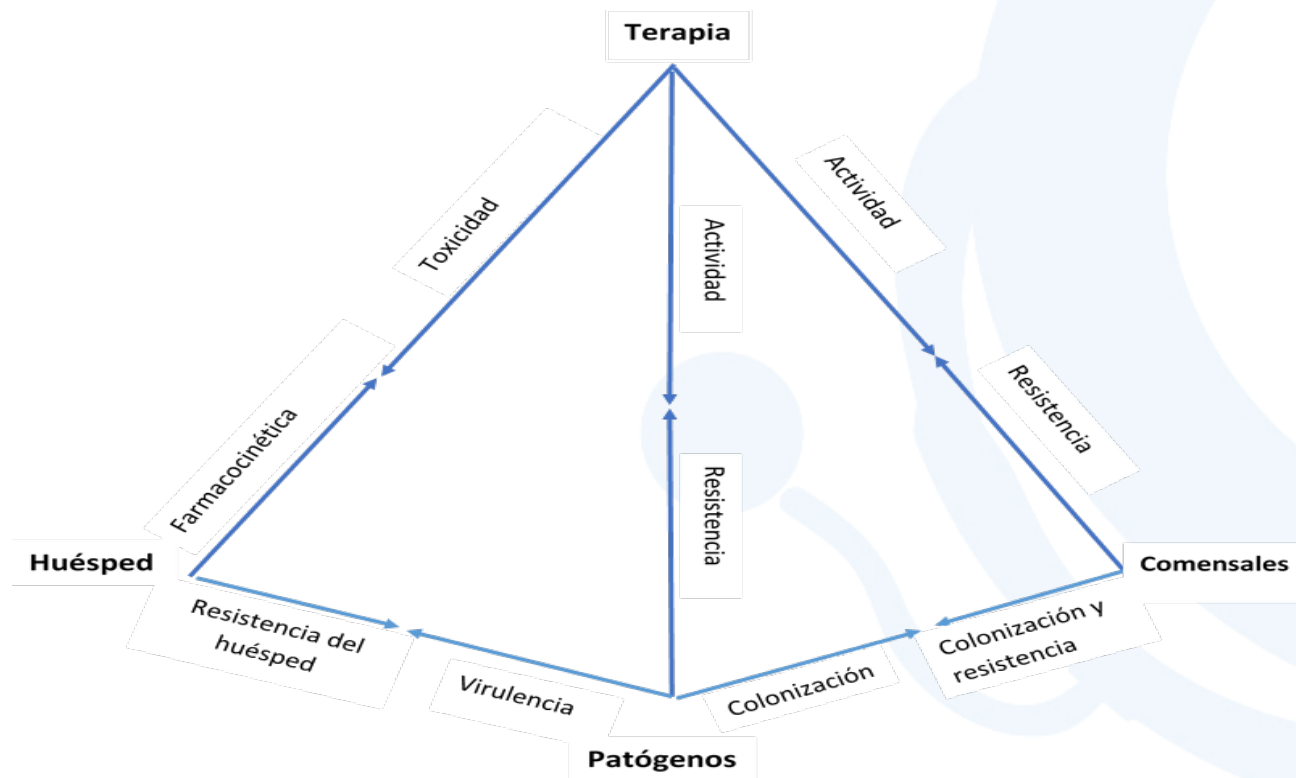 Terapia
Toxicidad
Actividad
Actividad
Farmacocinética
Resistencia
Resistencia
Huésped
Comensales
Resistencia del
huésped
Virulencia
Colonización
Colonización y
resistencia
Patógenos